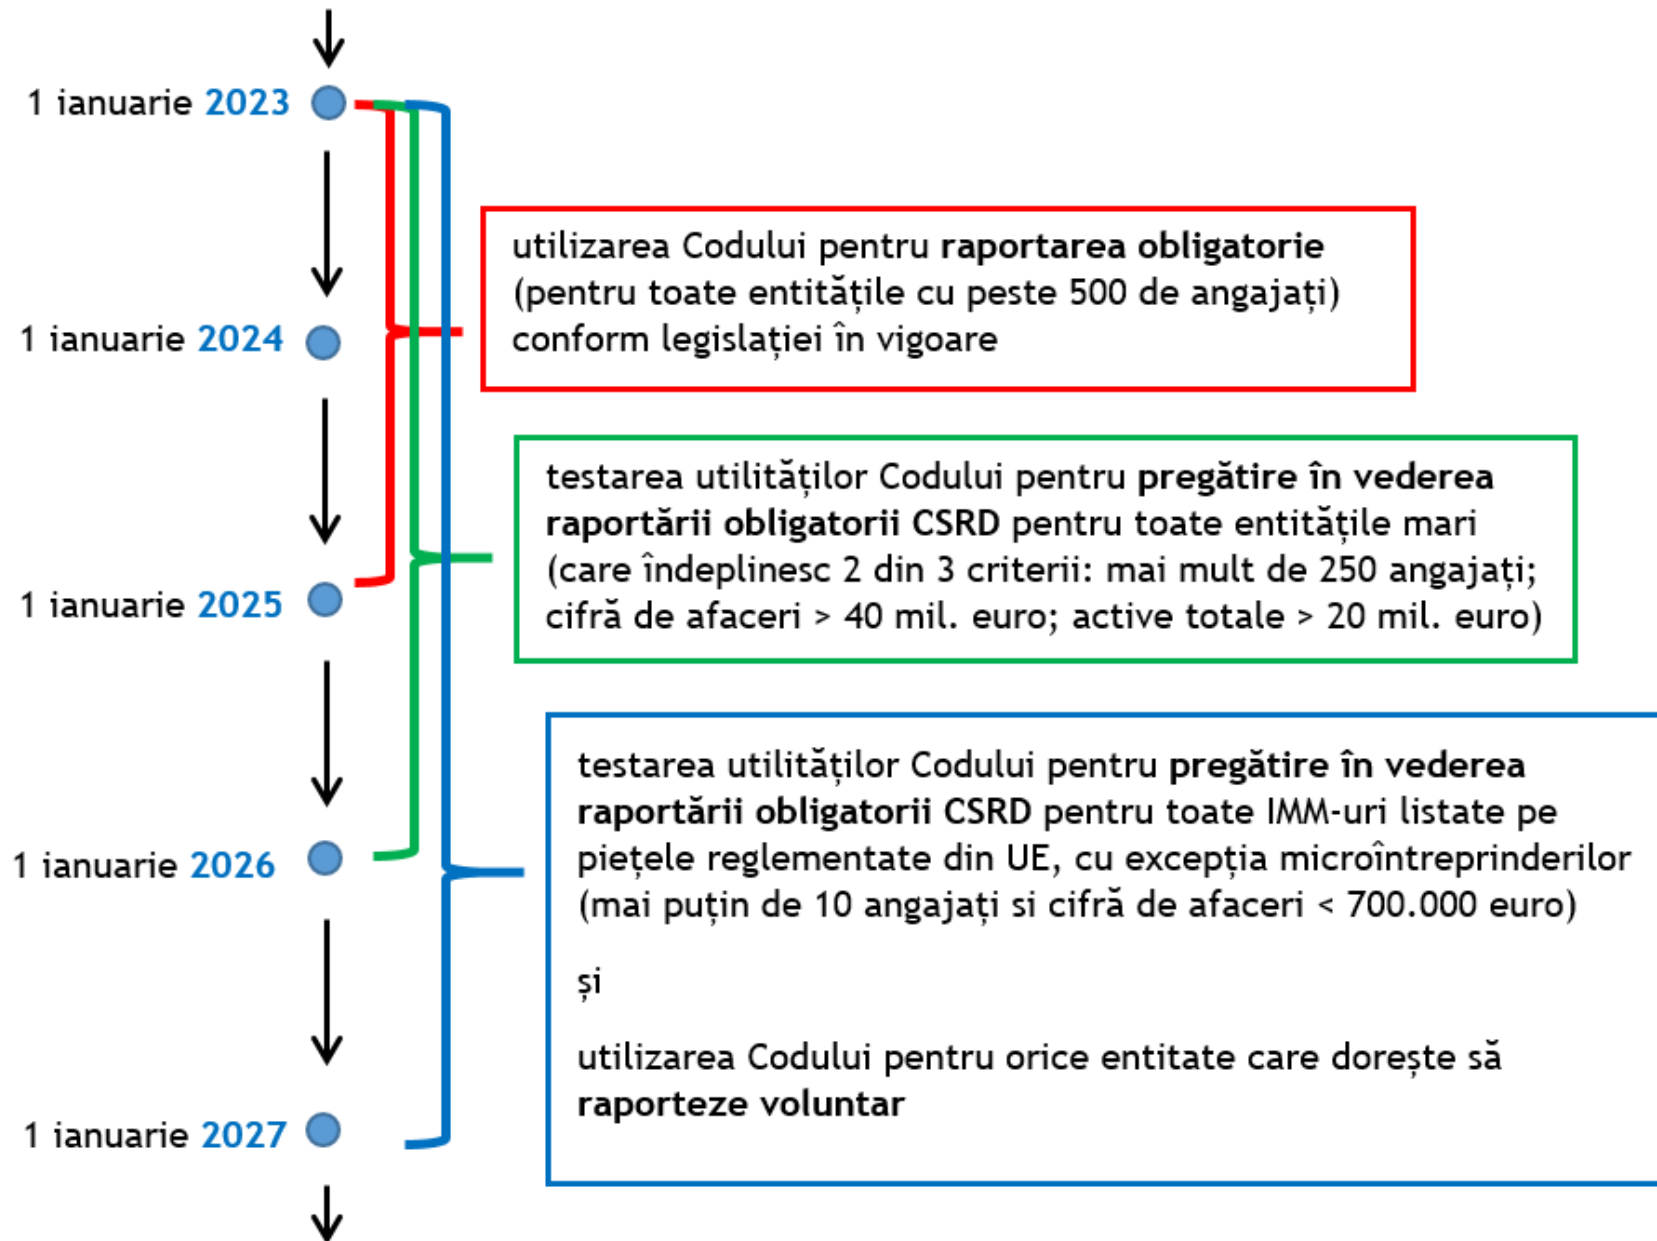 1 ianuarie 2023
utilizarea Codului pentru raportarea obligatorie
(pentru toate entitățile cu peste 500 de angajați)
conform legislației în vigoare
1 ianuarie 2024
testarea utilităților Codului pentru pregătire în vederea
raportării obligatorii CSRD pentru toate entitățile mari
(care îndeplinesc 2 din 3 criterii: mai mult de 250 angajați;
cifră de afaceri > 40 mil. euro; active totale > 20 mil. euro)
1 ianuarie 2025
testarea utilităților Codului pentru pregătire în vederea
raportării obligatorii CSRD pentru toate IMM-uri listate pe
piețele reglementate din UE, cu excepția microîntreprinderilor
(mai puțin de 10 angajați si cifră de afaceri < 700.000 euro)
și
utilizarea Codului pentru orice entitate care dorește să
raporteze voluntar
1 ianuarie 2026
1 ianuarie 2027